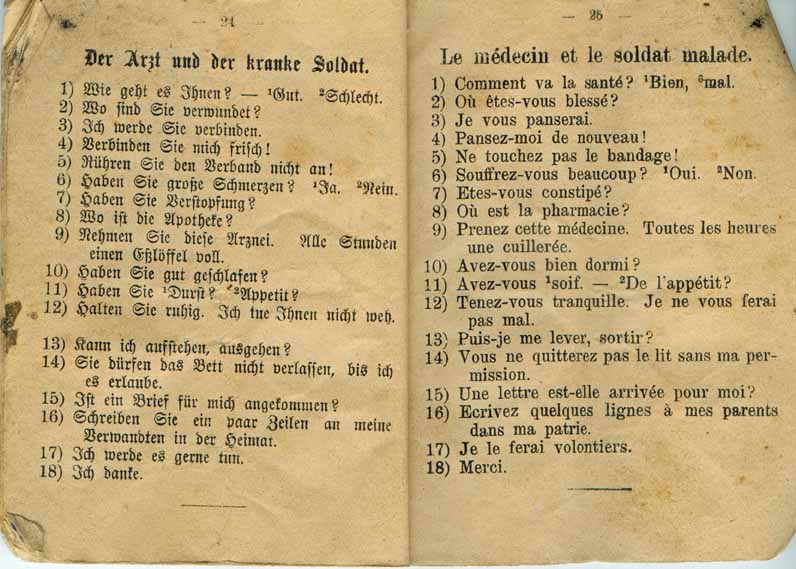 — 24
Der Arzt und der kranke Soldat.
1) Wie geht es Ihnen? — ¹Gut. ²Schlecht.
2) Wo sind Sie verwundet?
3) Ich werde Sie verbinden.
4) Verbinden Sie mich frisch!
5) Rühren Sie den Verband nicht an!
6) Haben Sie große Schmerzen? ¹Ja. ²Nein.
7) Haben Sie Verstopfung?
8) Wo ist die Apotheke?
9) Nehmen Sie diese Arznei. Alle Stunden
einen Eßlöffel voll.
10) Haben Sie gut geschlafen?
11) Haben Sie ¹Durst? ²Appetit?
12) Halten Sie ruhig. Ich tue Ihnen nicht weh.
13) Kann ich aufstehen, ausgehen?
14) Sie dürfen das Bett nicht verlassen, bis ich
es erlaube.
15) Ist ein Brief für mich angekommen?
16) Schreiben Sie ein paar Zeilen an meine
Verwandten in der Heimat.
17) Ich werde es gerne tun.
18) Ich danke.
— 25 —
Le médecin et le soldat malade.
1) Comment va la santé? ¹Bien, ⁶mal.
2) Où êtes-vous blessé?
3) Je vous panserai.
4) Pansez-moi de nouveau!
5) Ne touchez pas le bandage!
6) Souffrez-vous beaucoup? ¹Oui. ²Non.
7) Etes-vous constipé?
8) Où est la pharmacie?
9) Prenez cette médecine. Toutes les heures
une cuillerée.
10) Avez-vous bien dormi?
11) Avez-vous ¹soif. — ²De l'appétit?
12) Tenez-vous tranquille. Je ne vous ferai
pas mal.
13) Puis-je me lever, sortir?
14) Vous ne quitterez pas le lit sans ma per-
mission.
15) Une lettre est-elle arrivée pour moi?
16) Ecrivez quelques lignes à mes parents
dans ma patrie.
17) Je le ferai volontiers.
18) Merci.